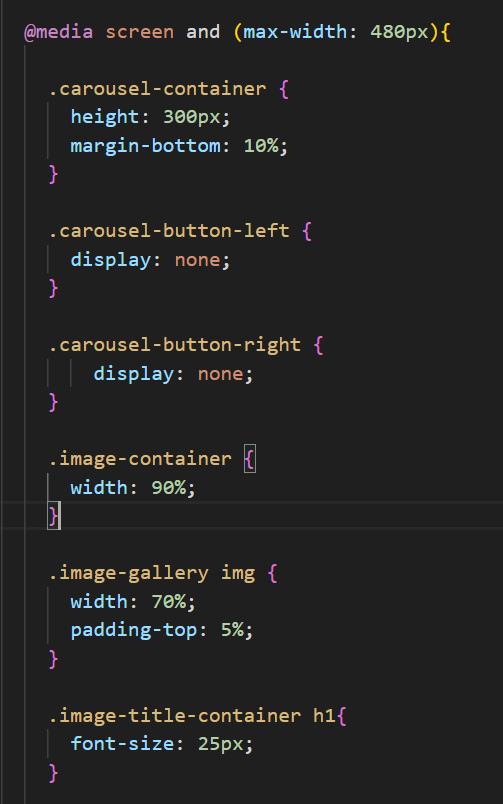 @media screen and (max-width: 480px){
.carousel-container {
height: 300px;
margin-bottom: 10%;
}
.carousel-button-left {
display: none;
}
.carousel-button-right {
display: none;
}
.image-container {
width: 90%;
}
.image-gallery img {
width: 70%;
padding-top: 5%;
}
.image-title-container h1{
font-size: 25px;
}